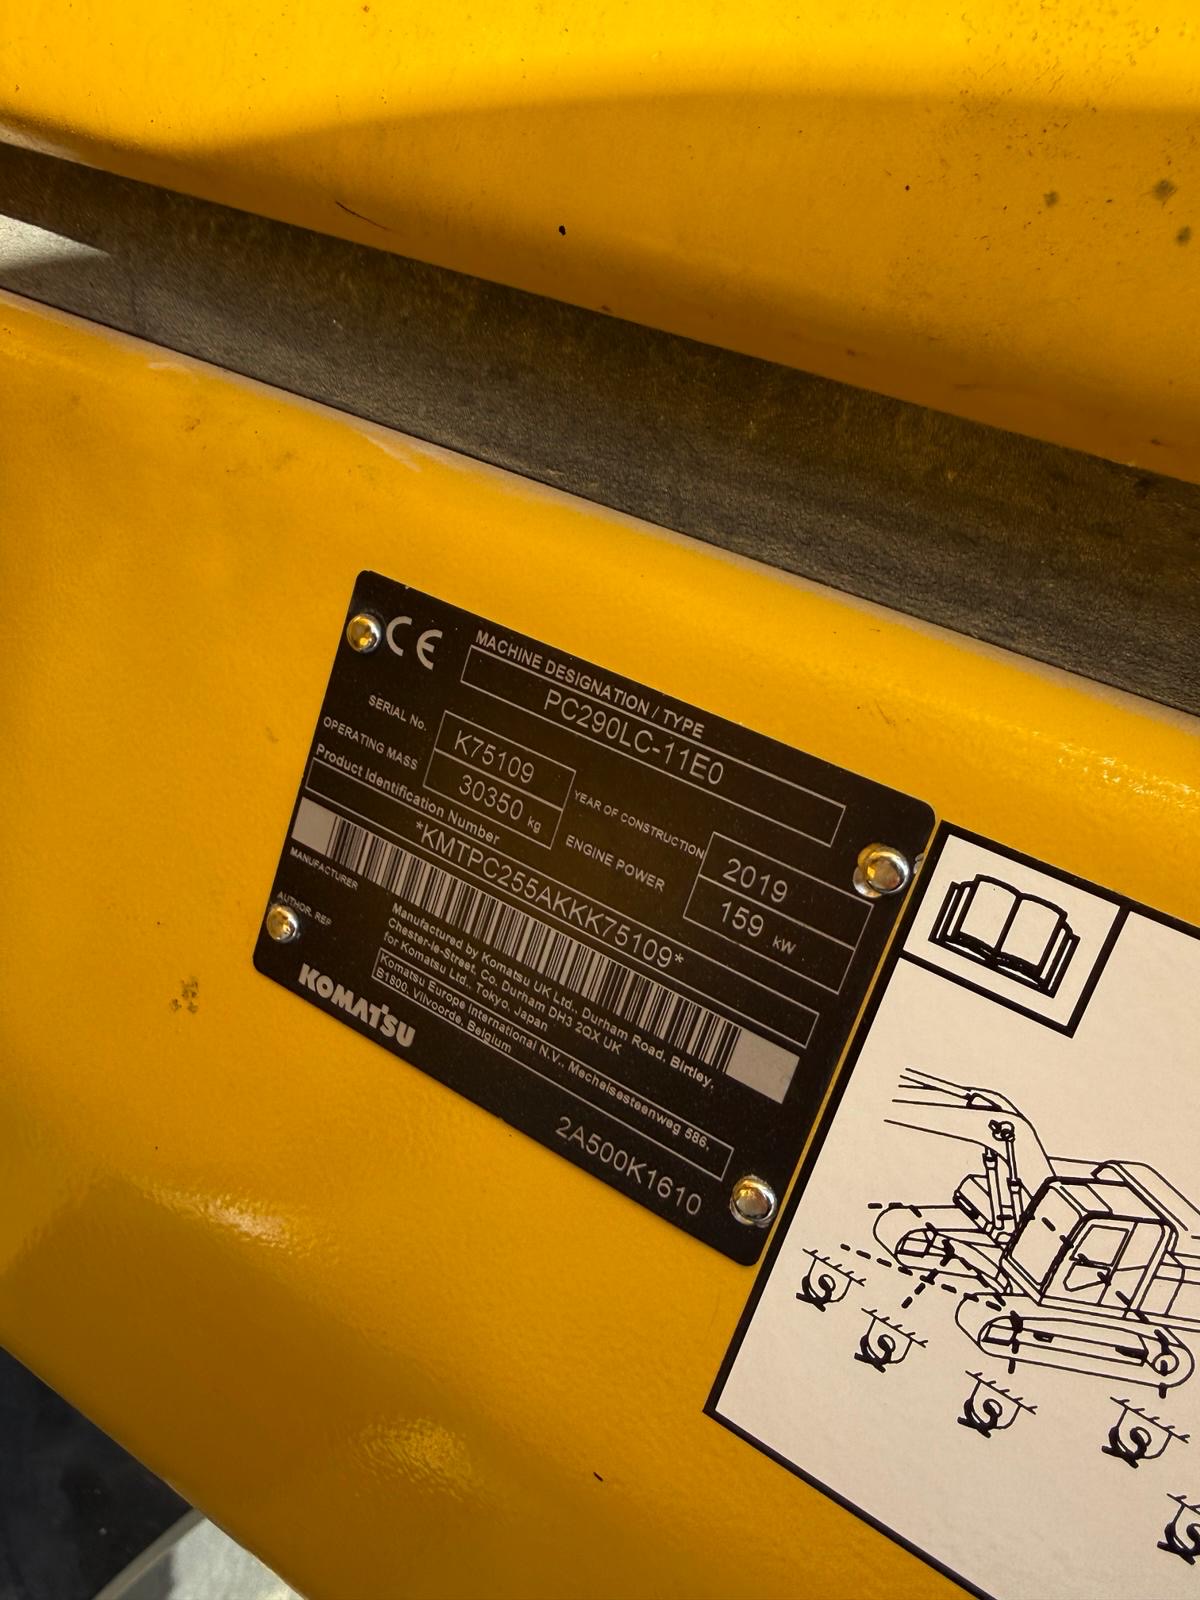 CE
MACHINE DESIGNATION / TYPE
PC290LC-11E0
SERIAL No.
K75109
YEAR OF CONSTRUCTION
2019
OPERATING MASS
30350 kg
ENGINE POWER
159 kW
Product Identification Number
*KMTPC255AKKK75109*
MANUFACTURER
Manufactured by Komatsu UK Ltd., Durham Road, Birtley,
Chester-le-Street, Co. Durham DH3 2QX UK
for Komatsu Ltd., Tokyo, Japan
AUTHOR. REP
Komatsu Europe International N.V., Mechelsesteenweg 586,
B1800, Vilvoorde, Belgium
KOMATSU
2A500K1610